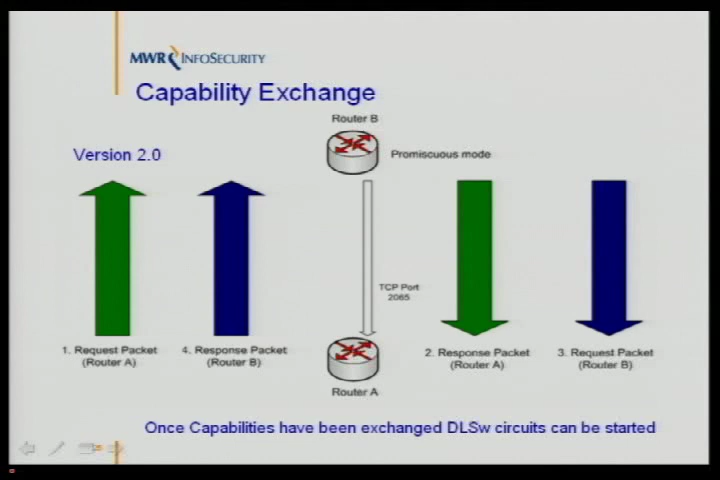 MWR INFOSECURITY
Capability Exchange
Router B
Version 2.0
Promiscuous mode
TCP Port
2065
1. Request Packet
(Router A)
4. Response Packet
(Router B)
2. Response Packet
(Router A)
3. Request Packet
(Router B)
Router A
Once Capabilities have been exchanged DLSw circuits can be started